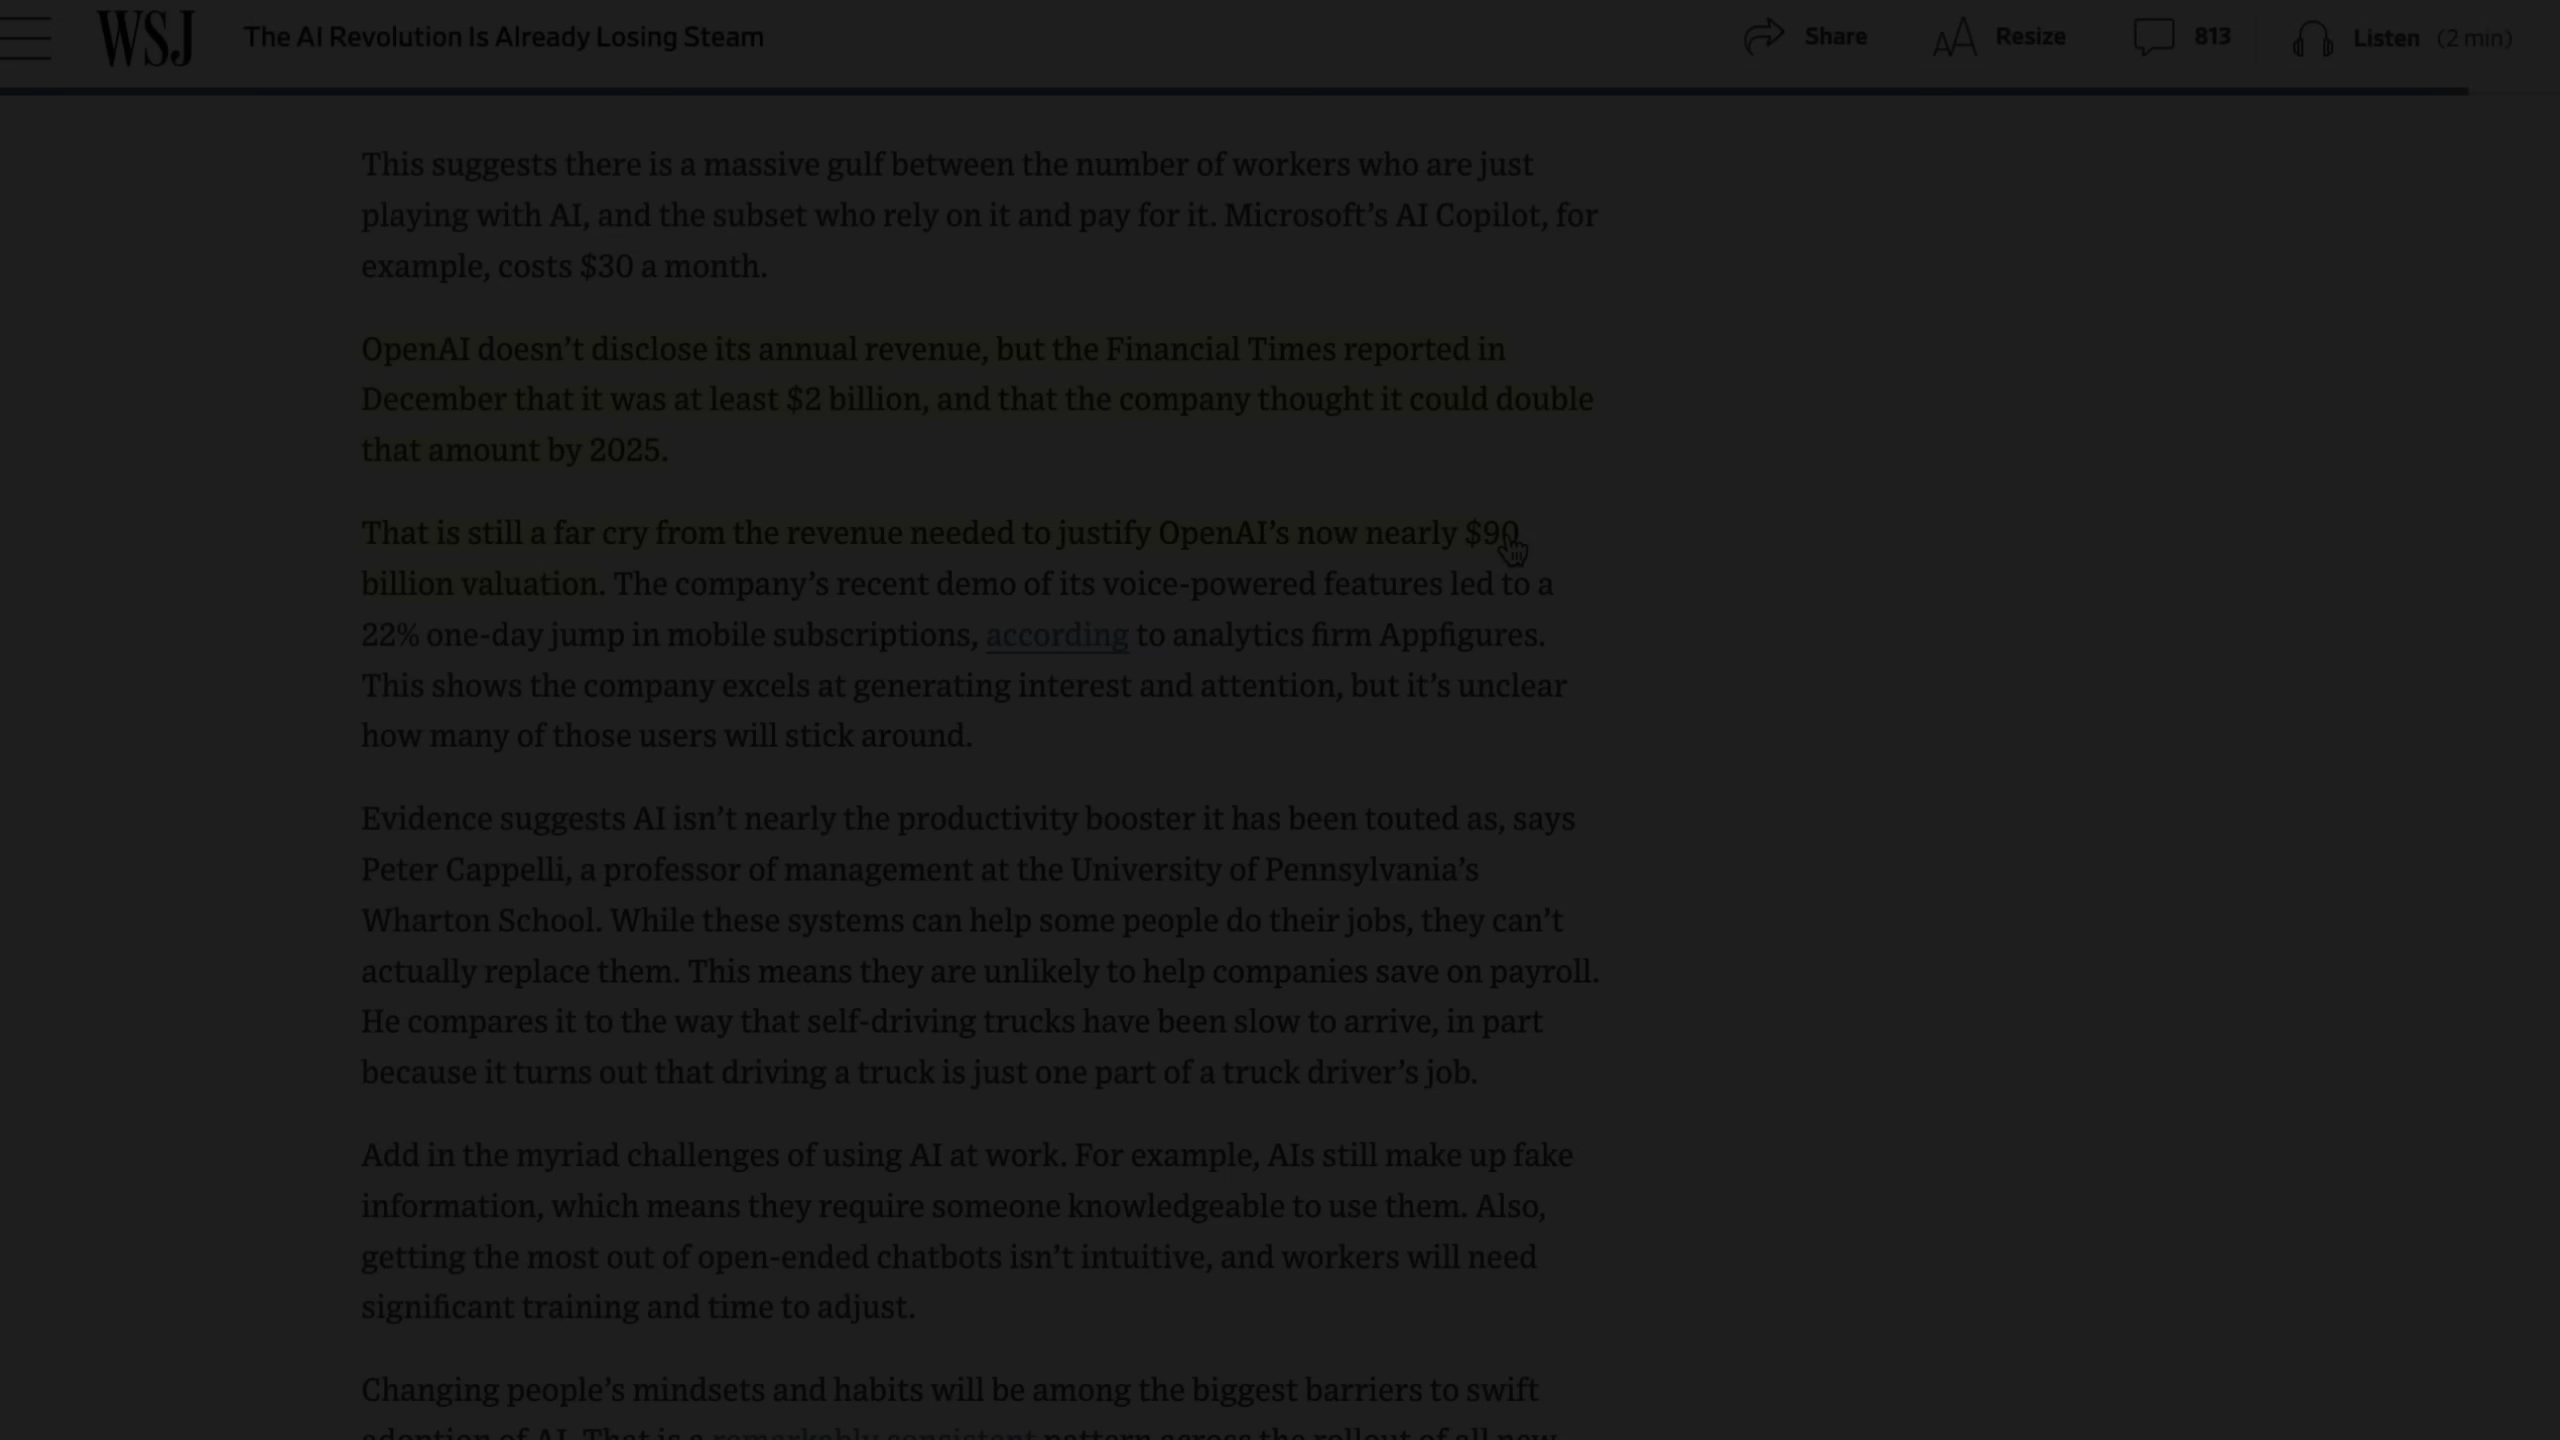 WSJ
The AI Revolution Is Already Losing Steam
Share
Resize
813
Listen (2 min)
This suggests there is a massive gulf between the number of workers who are just
playing with AI, and the subset who rely on it and pay for it. Microsoft’s AI Copilot, for
example, costs $30 a month.
OpenAI doesn’t disclose its annual revenue, but the Financial Times reported in
December that it was at least $2 billion, and that the company thought it could double
that amount by 2025.
That is still a far cry from the revenue needed to justify OpenAI’s now nearly $90
billion valuation. The company’s recent demo of its voice-powered features led to a
22% one-day jump in mobile subscriptions, according to analytics firm Appfigures.
This shows the company excels at generating interest and attention, but it’s unclear
how many of those users will stick around.
Evidence suggests AI isn’t nearly the productivity booster it has been touted as, says
Peter Cappelli, a professor of management at the University of Pennsylvania’s
Wharton School. While these systems can help some people do their jobs, they can’t
actually replace them. This means they are unlikely to help companies save on payroll.
He compares it to the way that self-driving trucks have been slow to arrive, in part
because it turns out that driving a truck is just one part of a truck driver’s job.
Add in the myriad challenges of using AI at work. For example, AIs still make up fake
information, which means they require someone knowledgeable to use them. Also,
getting the most out of open-ended chatbots isn’t intuitive, and workers will need
significant training and time to adjust.
Changing people’s mindsets and habits will be among the biggest barriers to swift
adoption of AI. That is a remarkably consistent pattern across the rollout of all new